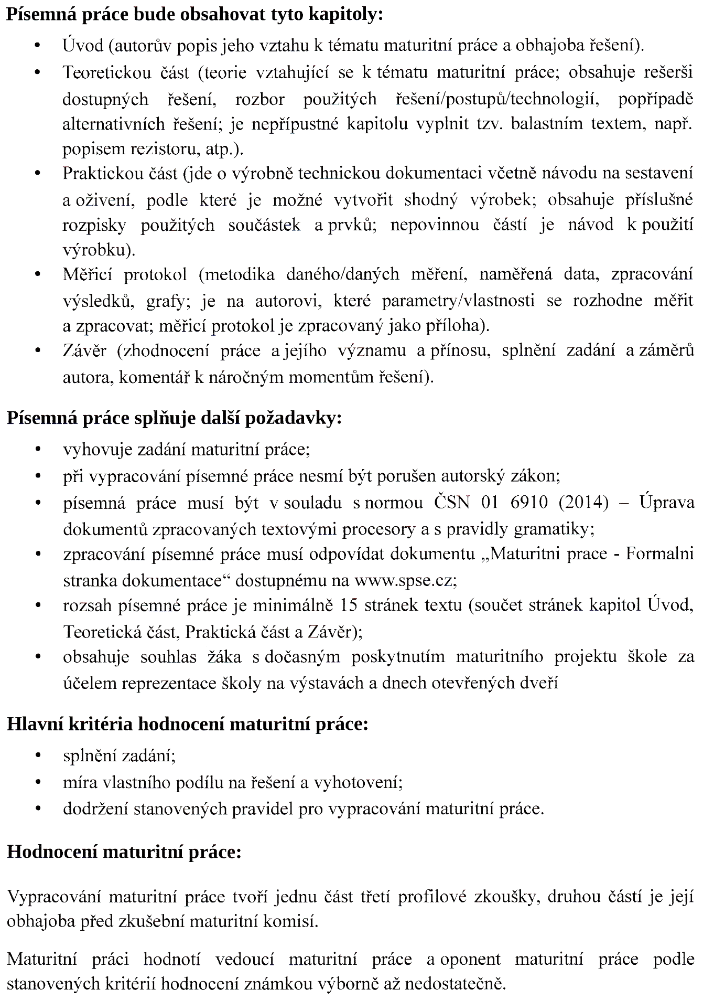 Písemná práce bude obsahovat tyto kapitoly:
• Úvod (autorův popis jeho vztahu k tématu maturitní práce a obhajoba řešení).
• Teoretickou část (teorie vztahující se k tématu maturitní práce; obsahuje rešerši
dostupných řešení, rozbor použitých řešení/postupů/technologií, popřípadě
alternativních řešení; je nepřípustné kapitolu vyplnit tzv. balastním textem, např.
popisem rezistoru, atp.).
• Praktickou část (jde o výrobně technickou dokumentaci včetně návodu na sestavení
a oživení, podle které je možné vytvořit shodný výrobek; obsahuje příslušné
rozpisky použitých součástek a prvků; nepovinnou částí je návod k použití
výrobku).
• Měřicí protokol (metodika daného/daných měření, naměřená data, zpracování
výsledků, grafy; je na autorovi, které parametry/vlastnosti se rozhodne měřit
a zpracovat; měřicí protokol je zpracovaný jako příloha).
• Závěr (zhodnocení práce a jejího významu a přínosu, splnění zadání a záměrů
autora, komentář k náročným momentům řešení).
Písemná práce splňuje další požadavky:
• vyhovuje zadání maturitní práce;
• při vypracování písemné práce nesmí být porušen autorský zákon;
• písemná práce musí být v souladu s normou ČSN 01 6910 (2014) – Úprava
dokumentů zpracovaných textovými procesory a s pravidly gramatiky;
• zpracování písemné práce musí odpovídat dokumentu „Maturitni prace - Formalni
stranka dokumentace“ dostupnému na www.spse.cz;
• rozsah písemné práce je minimálně 15 stránek textu (součet stránek kapitol Úvod,
Teoretická část, Praktická část a Závěr);
• obsahuje souhlas žáka s dočasným poskytnutím maturitního projektu škole za
účelem reprezentace školy na výstavách a dnech otevřených dveří
Hlavní kritéria hodnocení maturitní práce:
• splnění zadání;
• míra vlastního podílu na řešení a vyhotovení;
• dodržení stanovených pravidel pro vypracování maturitní práce.
Hodnocení maturitní práce:
Vypracování maturitní práce tvoří jednu část třetí profilové zkoušky, druhou částí je její
obhajoba před zkušební maturitní komisí.
Maturitní práci hodnotí vedoucí maturitní práce a oponent maturitní práce podle
stanovených kritérií hodnocení známkou výborně až nedostatečně.